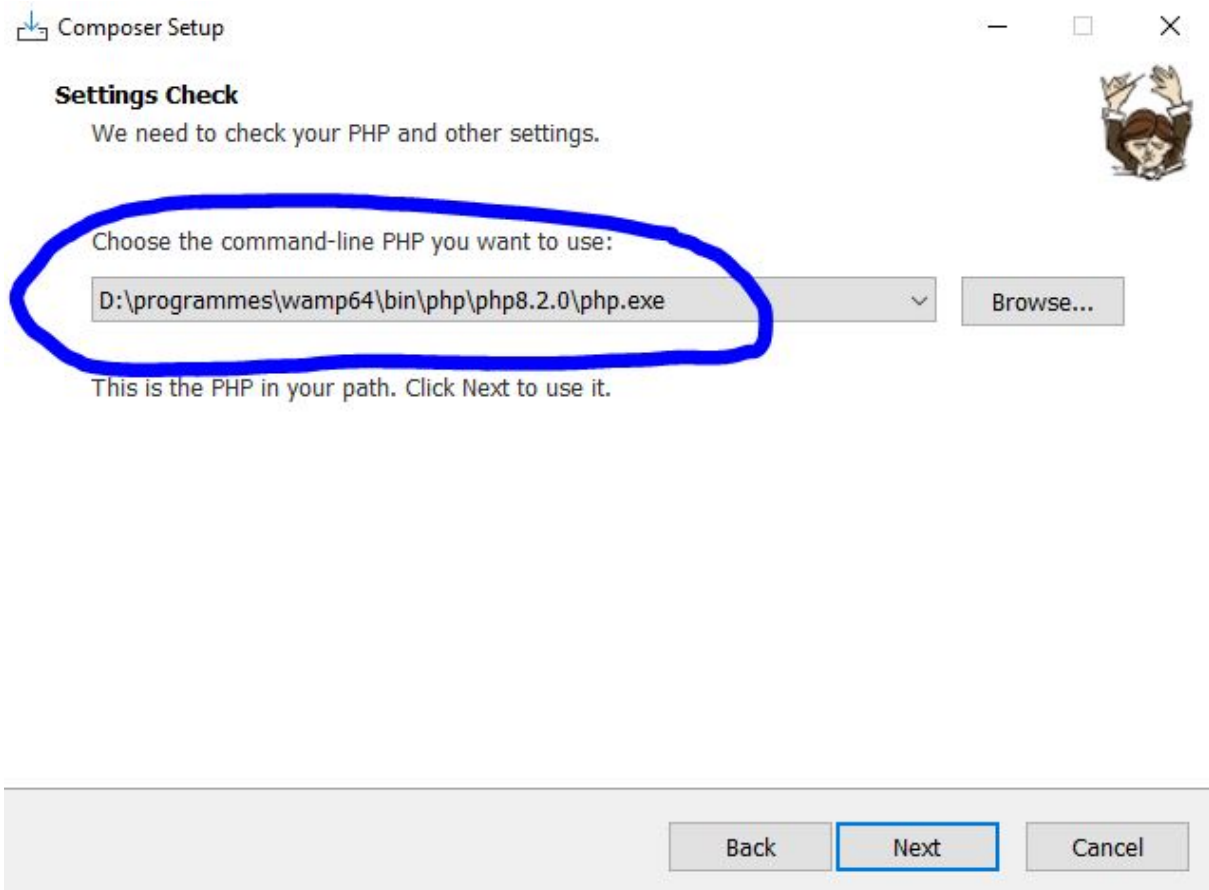 Composer Setup
Settings Check
We need to check your PHP and other settings.
Choose the command-line PHP you want to use:
D:\programmes\wamp64\bin\php\php8.2.0\php.exe
Browse...
This is the PHP in your path. Click Next to use it.
Back
Next
Cancel